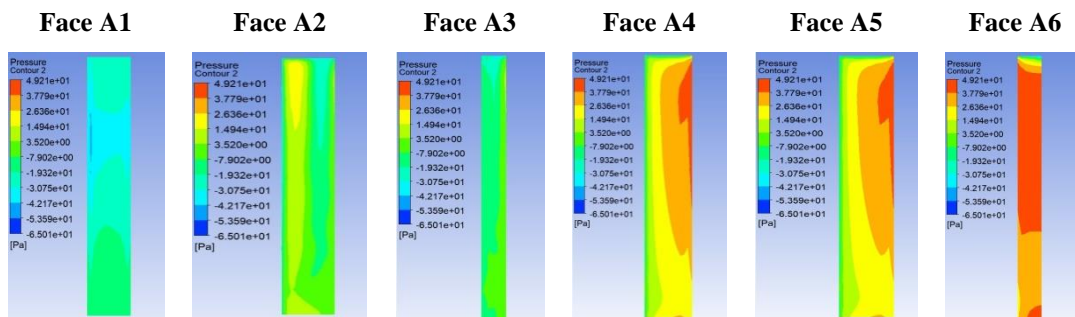 Face A1 Face A2 Face A3 Face A4 Face A5 Face A6
Pressure
Contour 2
4.921e+01
3.779e+01
2.636e+01
1.494e+01
3.520e+00
-7.902e+00
-1.932e+01
-3.075e+01
-4.217e+01
-5.359e+01
-6.501e+01
[Pa]
Pressure
Contour 2
4.921e+01
3.779e+01
2.636e+01
1.494e+01
3.520e+00
-7.902e+00
-1.932e+01
-3.075e+01
-4.217e+01
-5.359e+01
-6.501e+01
[Pa]
Pressure
Contour 2
4.921e+01
3.779e+01
2.636e+01
1.494e+01
3.520e+00
-7.902e+00
-1.932e+01
-3.075e+01
-4.217e+01
-5.359e+01
-6.501e+01
[Pa]
Pressure
Contour 2
4.921e+01
3.779e+01
2.636e+01
1.494e+01
3.520e+00
-7.902e+00
-1.932e+01
-3.075e+01
-4.217e+01
-5.359e+01
-6.501e+01
[Pa]
Pressure
Contour 2
4.921e+01
3.779e+01
2.636e+01
1.494e+01
3.520e+00
-7.902e+00
-1.932e+01
-3.075e+01
-4.217e+01
-5.359e+01
-6.501e+01
[Pa]
Pressure
Contour 2
4.921e+01
3.779e+01
2.636e+01
1.494e+01
3.520e+00
-7.902e+00
-1.932e+01
-3.075e+01
-4.217e+01
-5.359e+01
-6.501e+01
[Pa]